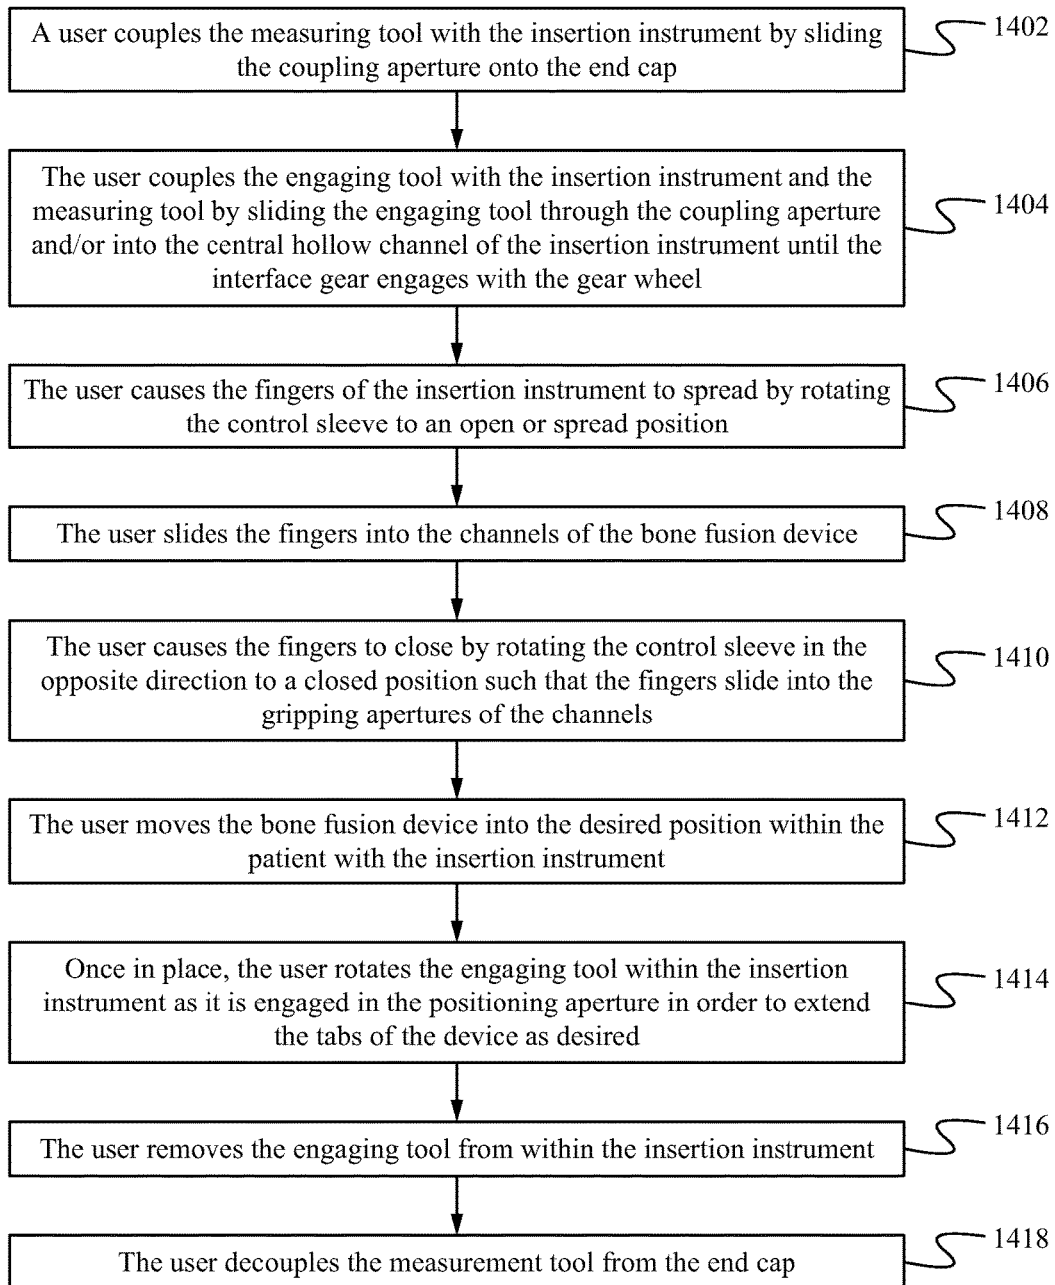 A user couples the measuring tool with the insertion instrument by sliding
the coupling aperture onto the end cap
1402
The user couples the engaging tool with the insertion instrument and the
measuring tool by sliding the engaging tool through the coupling aperture
and/or into the central hollow channel of the insertion instrument until the
interface gear engages with the gear wheel
1404
The user causes the fingers of the insertion instrument to spread by rotating
the control sleeve to an open or spread position
1406
The user slides the fingers into the channels of the bone fusion device
1408
The user causes the fingers to close by rotating the control sleeve in the
opposite direction to a closed position such that the fingers slide into the
gripping apertures of the channels
1410
The user moves the bone fusion device into the desired position within the
patient with the insertion instrument
1412
Once in place, the user rotates the engaging tool within the insertion
instrument as it is engaged in the positioning aperture in order to extend
the tabs of the device as desired
1414
The user removes the engaging tool from within the insertion instrument
1416
The user decouples the measurement tool from the end cap
1418